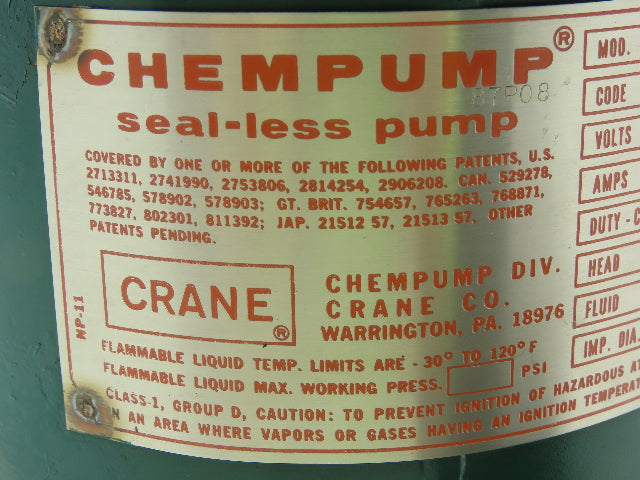 CHEMPUMP®
87P08
seal-less pump
COVERED BY ONE OR MORE OF THE FOLLOWING PATENTS, U.S.
2713311, 2741990, 2753806, 2814254, 2906208. CAN. 529278,
546785, 578902, 578903; GT. BRIT. 754657, 765263, 768871,
773827, 802301, 811392; JAP. 21512 57, 21513 57, OTHER
PATENTS PENDING.
CRANE®
CHEMPUMP DIV.
CRANE CO.
WARRINGTON, PA. 18976
MP-11
FLAMMABLE LIQUID TEMP. LIMITS ARE -30° TO 120° F
FLAMMABLE LIQUID MAX. WORKING PRESS. PSI
CLASS-1, GROUP D, CAUTION: TO PREVENT IGNITION OF HAZARDOUS AT
IN AN AREA WHERE VAPORS OR GASES HAVING AN IGNITION TEMPERAT
MOD.
CODE
VOLTS
AMPS
DUTY-C
HEAD
FLUID
IMP. DIA.